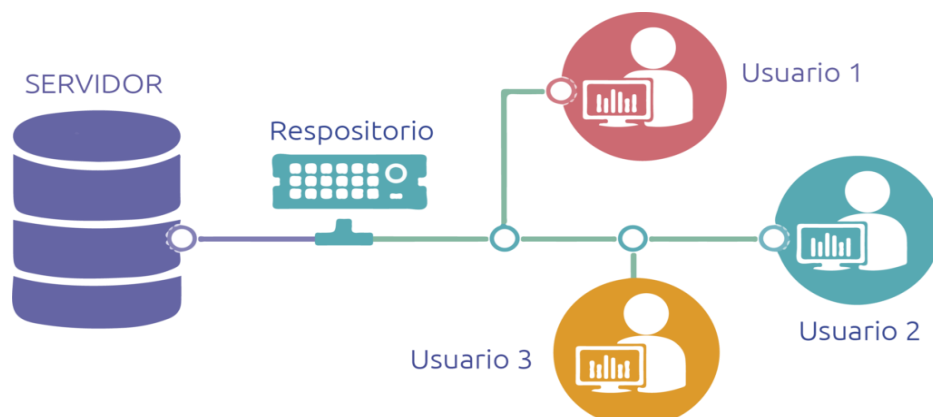 SERVIDOR
Respositorio
Usuario 1
Usuario 2
Usuario 3